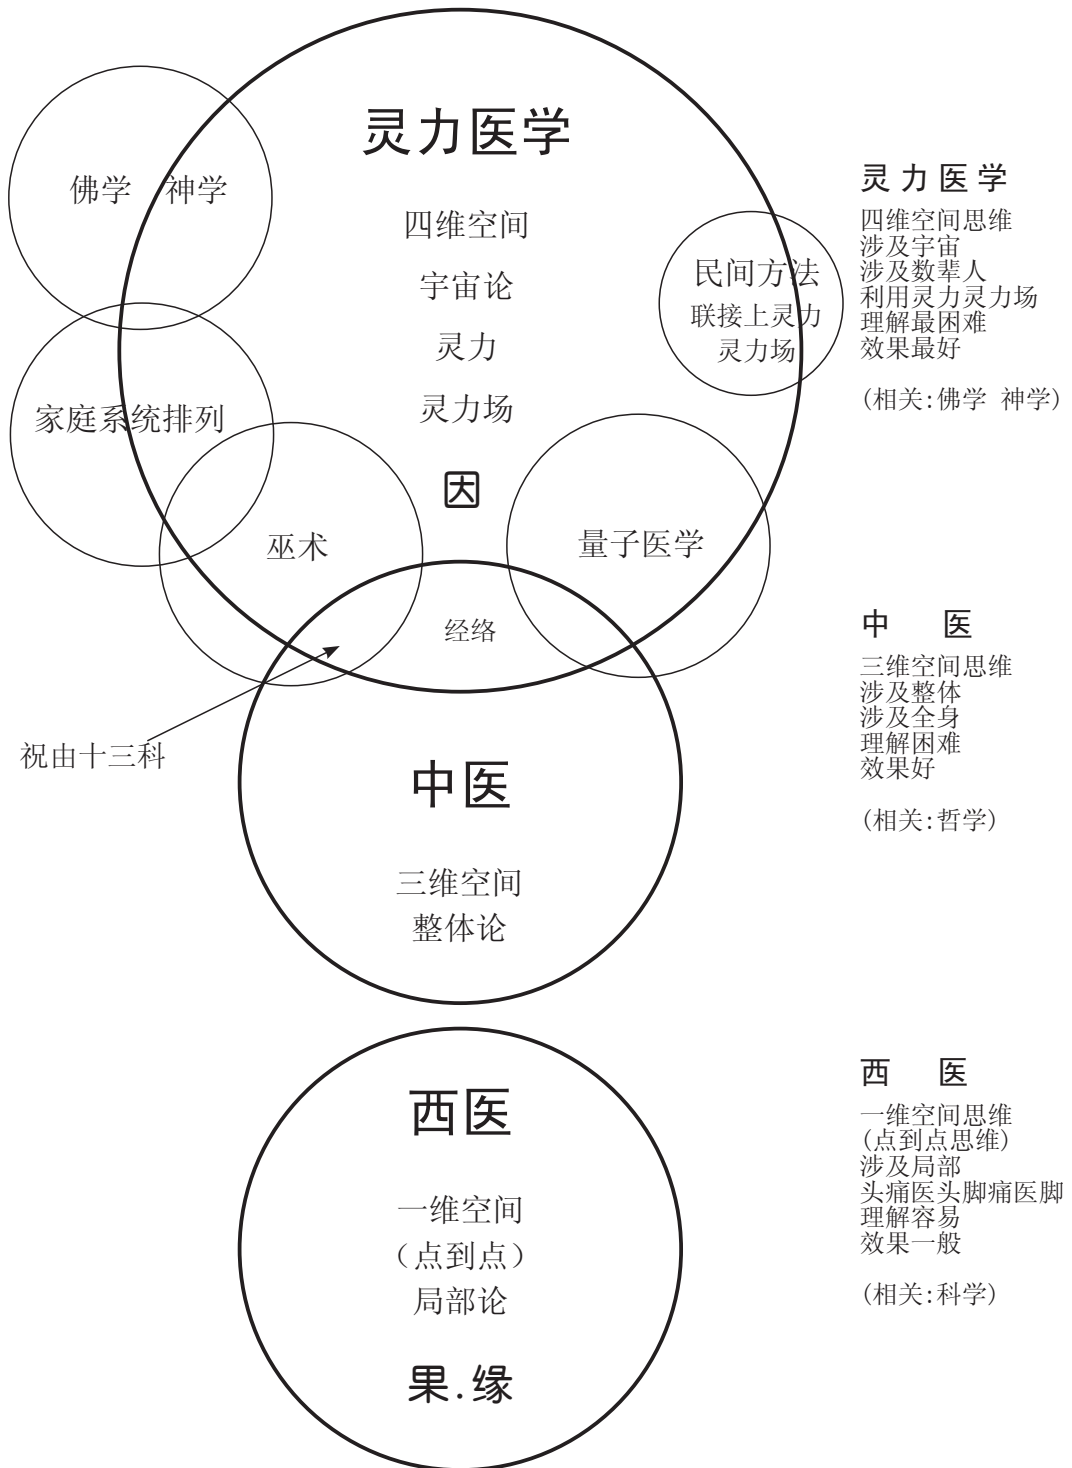 灵力医学
佛学 神学
四维空间
宇宙论
灵力
灵力场
因
民间方法
联接上灵力
灵力场
家庭系统排列
巫术
量子医学
经络
祝由十三科
中医
三维空间
整体论
西医
一维空间
(点到点)
局部论
果.缘
灵力医学
四维空间思维
涉及宇宙
涉及数辈人
利用灵力灵力场
理解最困难
效果最好
(相关:佛学 神学)
中 医
三维空间思维
涉及整体
涉及全身
理解困难
效果好
(相关:哲学)
西 医
一维空间思维
(点到点思维)
涉及局部
头痛医头脚痛医脚
理解容易
效果一般
(相关:科学)